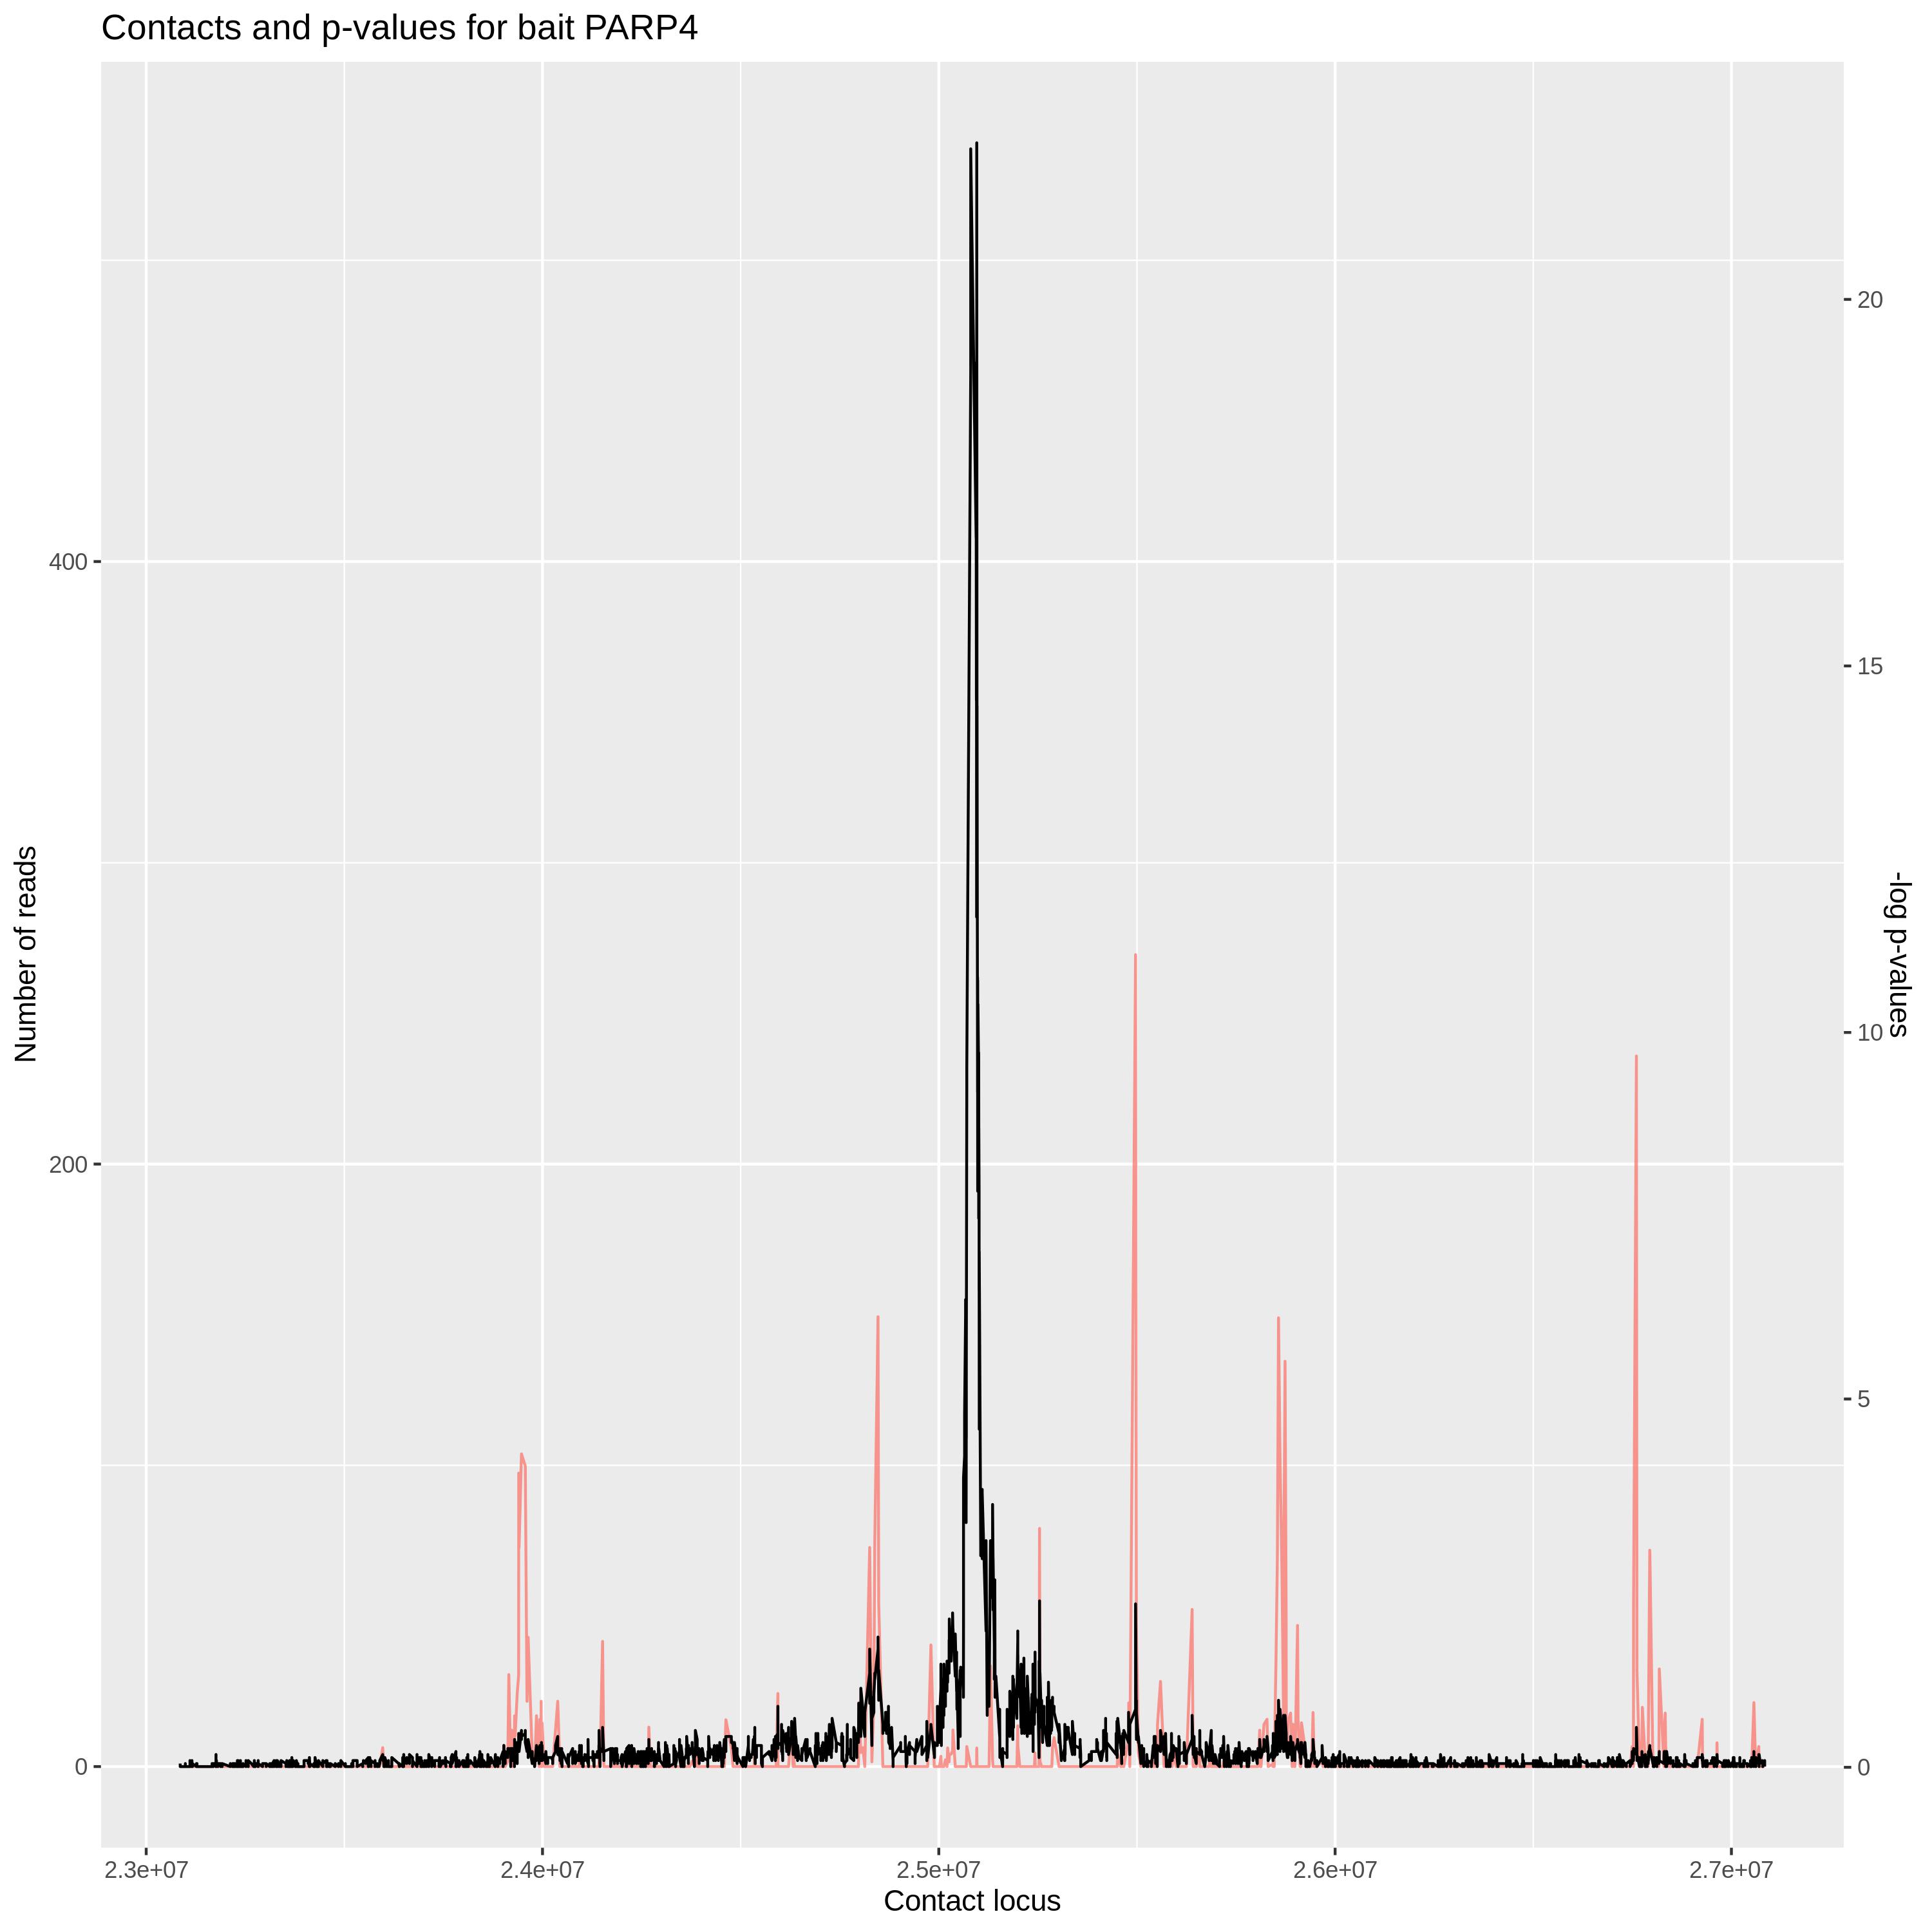 Contacts and p-values for bait PARP4
Number of reads
400
200
0
20
15
10
5
0
-log p-values
2.3e+07
2.4e+07
2.5e+07
2.6e+07
2.7e+07
Contact locus